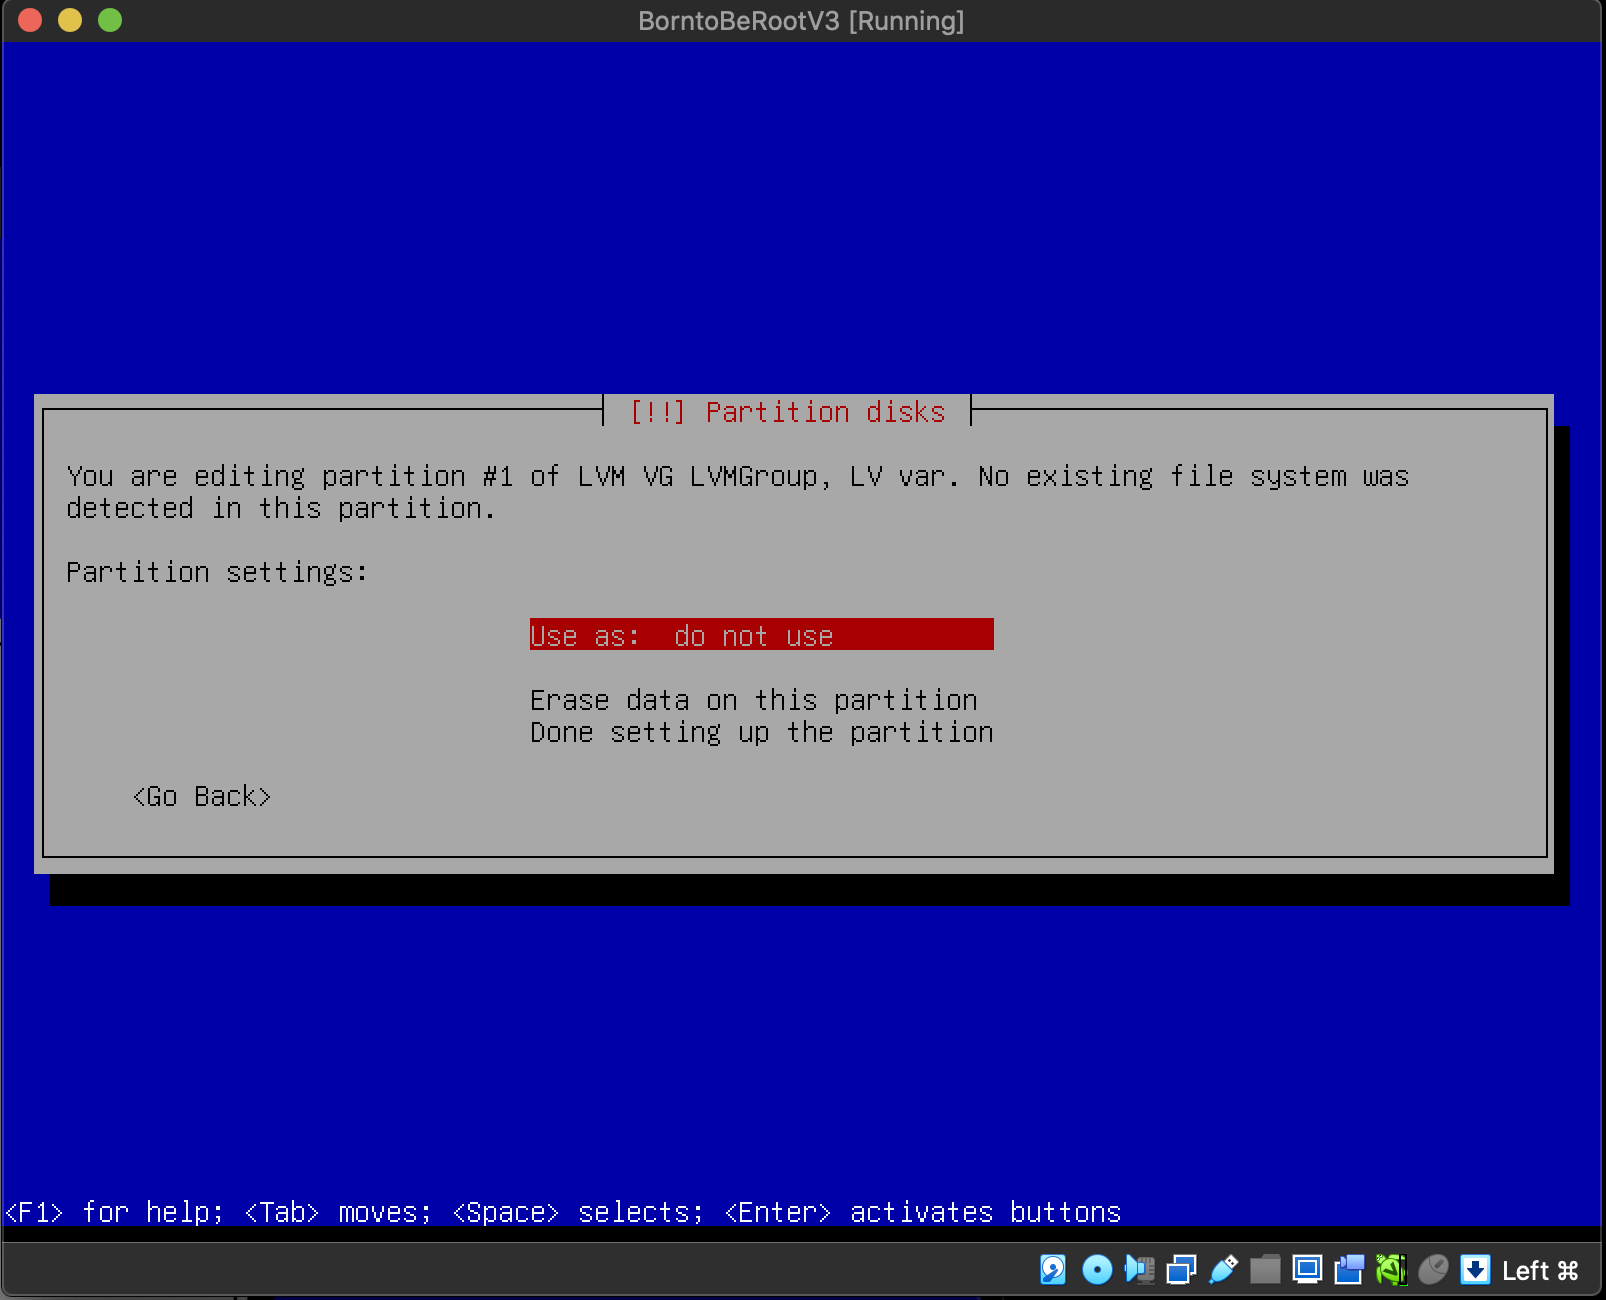 BorntoBeRootV3 [Running]
[!!] Partition disks
You are editing partition #1 of LVM VG LVMGroup, LV var. No existing file system was
detected in this partition.
Partition settings:
Use as:  do not use
Erase data on this partition
Done setting up the partition
<Go Back>
<F1> for help; <Tab> moves; <Space> selects; <Enter> activates buttons
Left ⌘